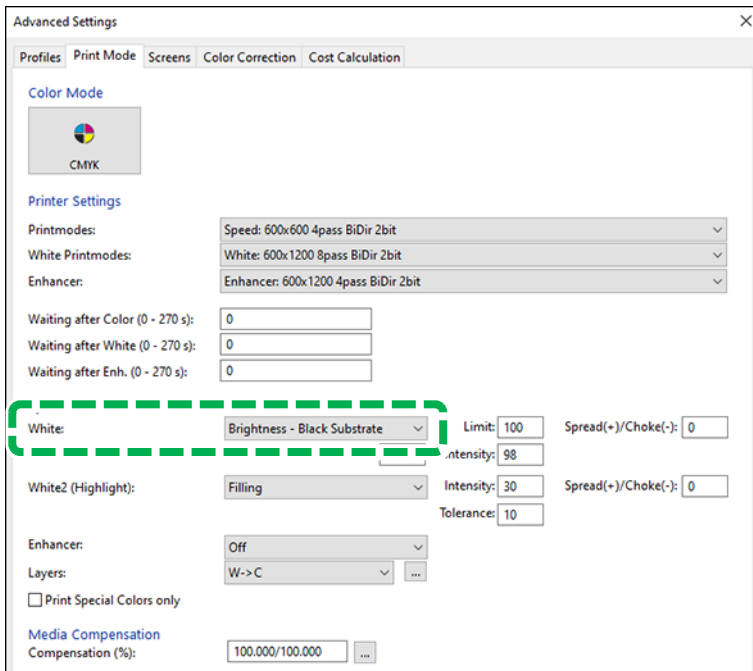 Advanced Settings
Profiles Print Mode Screens Color Correction Cost Calculation
Color Mode
CMYK
Printer Settings
Printmodes: Speed: 600x600 4pass BiDir 2bit
White Printmodes: White: 600x1200 8pass BiDir 2bit
Enhancer: Enhancer: 600x1200 4pass BiDir 2bit
Waiting after Color (0 - 270 s): 0
Waiting after White (0 - 270 s): 0
Waiting after Enh. (0 - 270 s): 0
White: Brightness - Black Substrate Limit: 100 Spread(+)/Choke(-): 0
ntensity: 98
White2 (Highlight): Filling Intensity: 30 Spread(+)/Choke(-): 0
Tolerance: 10
Enhancer: Off
Layers: W->C ...
Print Special Colors only
Media Compensation
Compensation (%): 100.000/100.000 ...